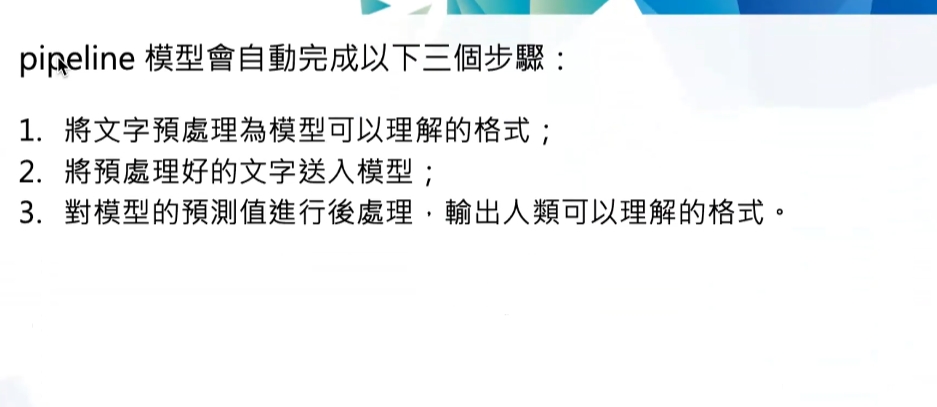 pipeline 模型會自動完成以下三個步驟：
1. 將文字預處理為模型可以理解的格式；
2. 將預處理好的文字送入模型；
3. 對模型的預測值進行後處理，輸出人類可以理解的格式。